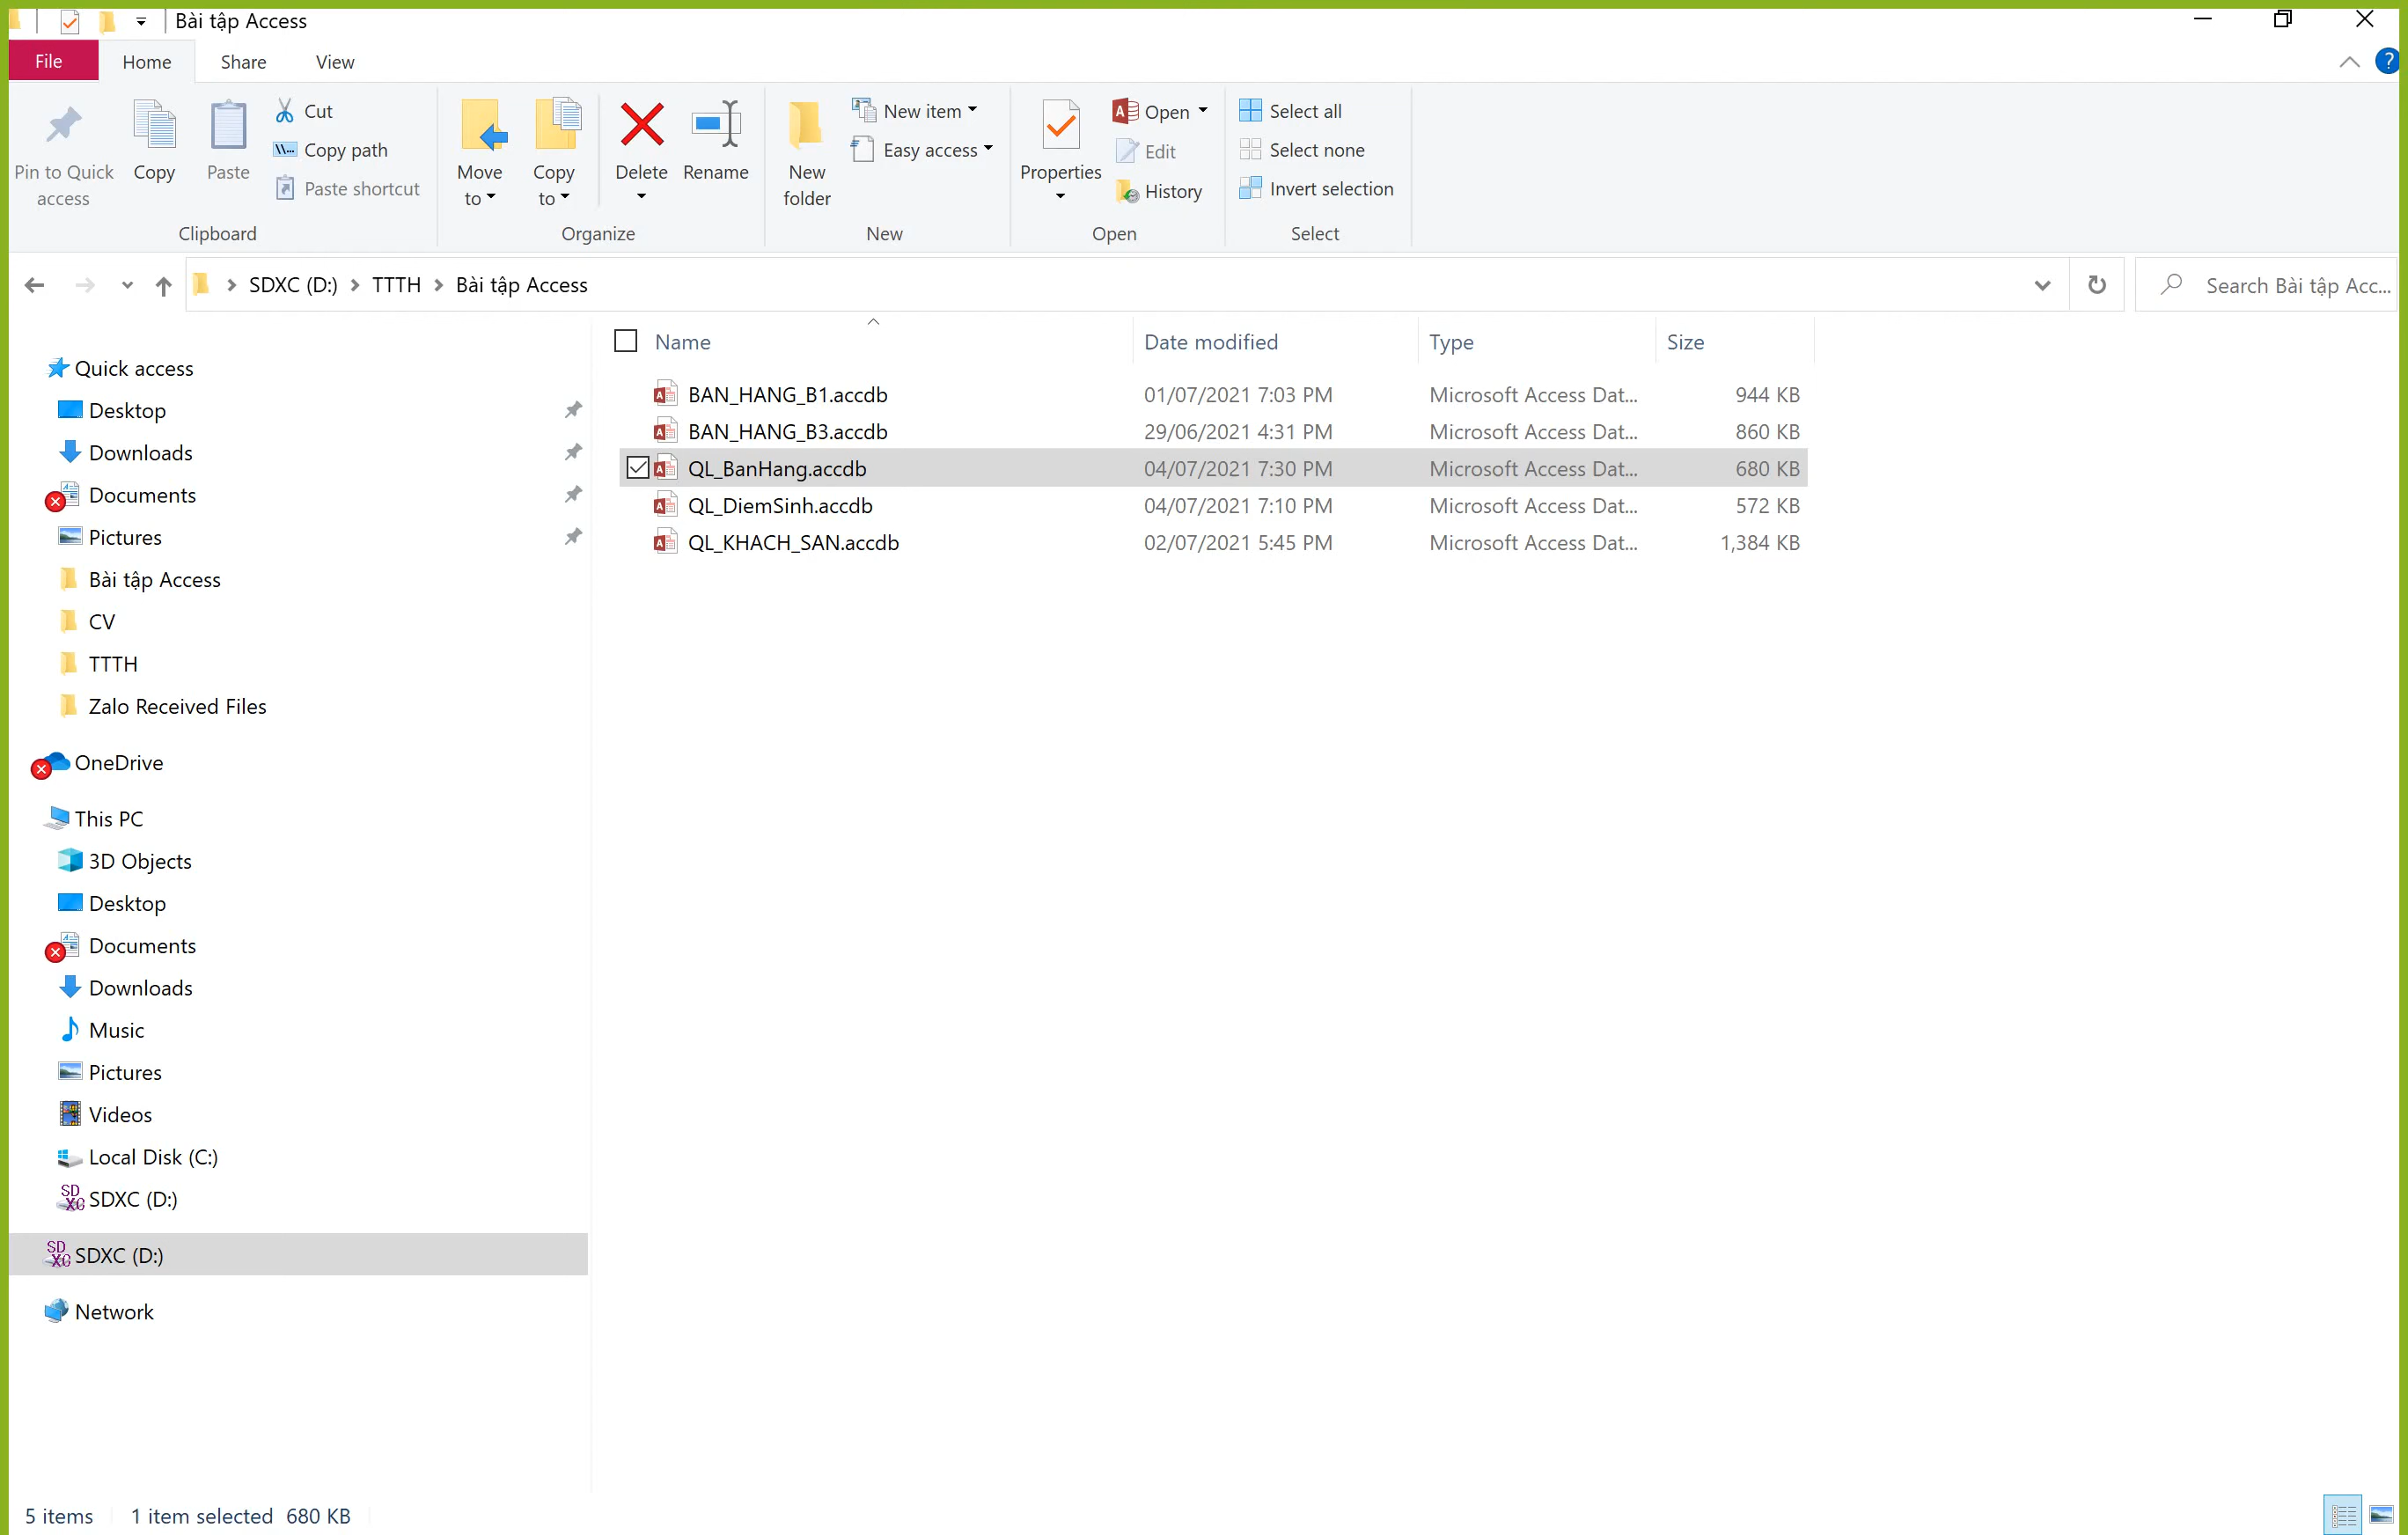 Bài tập Access
File Home Share View
Pin to Quick access
Copy
Paste
Cut
Copy path
Paste shortcut
Clipboard
Move to
Copy to
Delete
Rename
Organize
New folder
New item
Easy access
New
Properties
Open
Edit
History
Open
Select all
Select none
Invert selection
Select
SDXC (D:) TTTH Bài tập Access
Search Bài tập Acc...
Quick access
Desktop
Downloads
Documents
Pictures
Bài tập Access
CV
TTTH
Zalo Received Files
OneDrive
This PC
3D Objects
Desktop
Documents
Downloads
Music
Pictures
Videos
Local Disk (C:)
SDXC (D:)
SDXC (D:)
Network
Name Date modified Type Size
BAN_HANG_B1.accdb 01/07/2021 7:03 PM Microsoft Access Dat... 944 KB
BAN_HANG_B3.accdb 29/06/2021 4:31 PM Microsoft Access Dat... 860 KB
QL_BanHang.accdb 04/07/2021 7:30 PM Microsoft Access Dat... 680 KB
QL_DiemSinh.accdb 04/07/2021 7:10 PM Microsoft Access Dat... 572 KB
QL_KHACH_SAN.accdb 02/07/2021 5:45 PM Microsoft Access Dat... 1,384 KB
5 items 1 item selected 680 KB